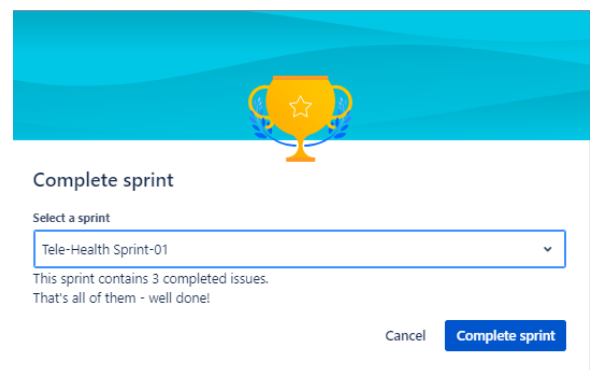 Complete sprint
Select a sprint
Tele-Health Sprint-01
This sprint contains 3 completed issues.
That's all of them - well done!
Cancel Complete sprint